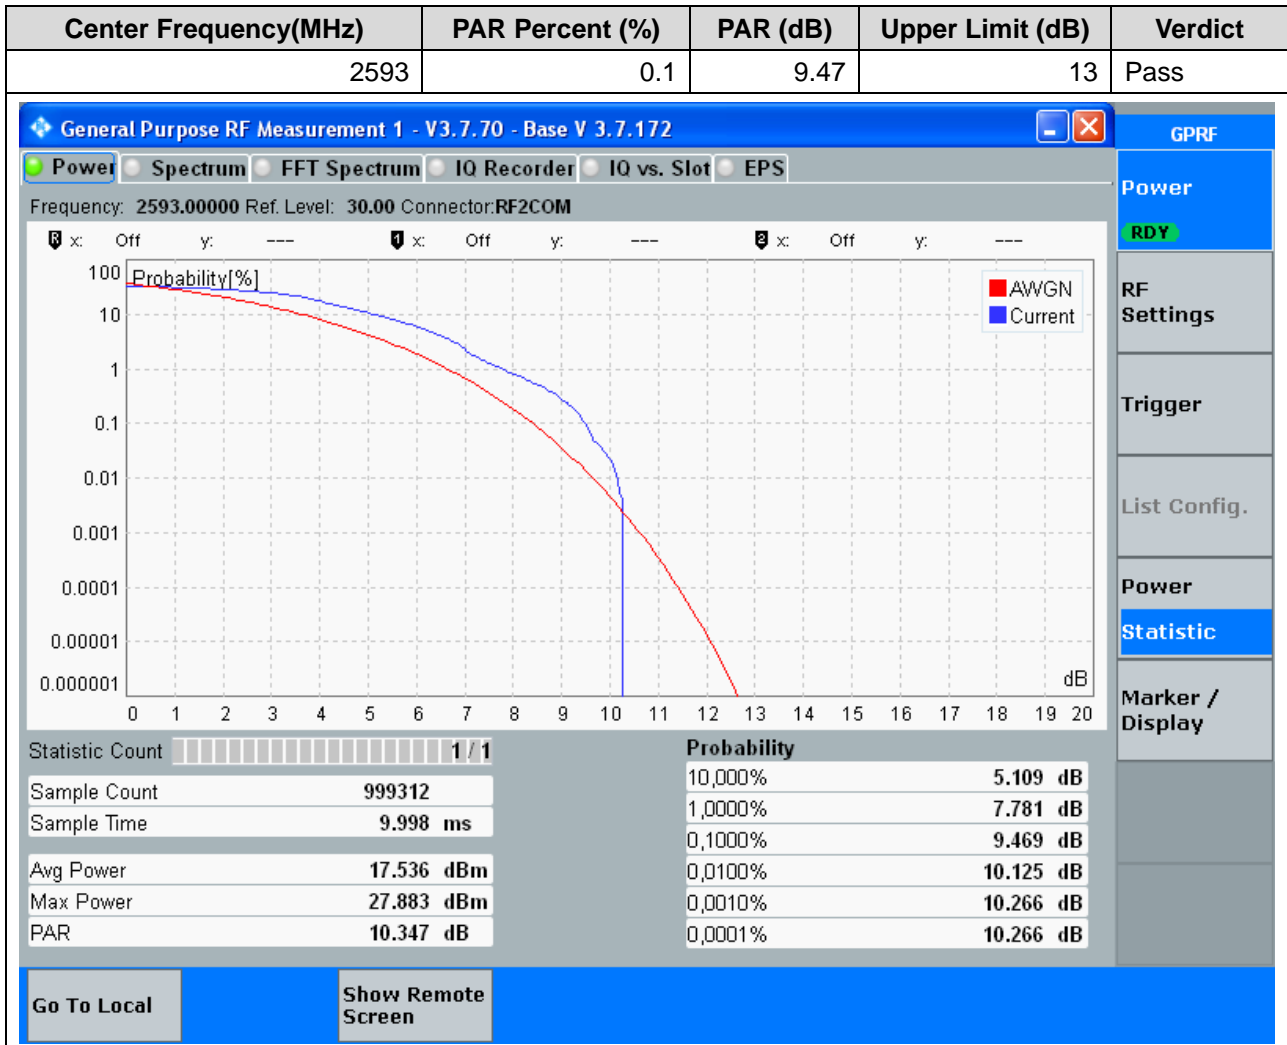 Center Frequency(MHz) PAR Percent (%) PAR (dB) Upper Limit (dB) Verdict
2593 0.1 9.47 13 Pass
General Purpose RF Measurement 1 - V3.7.70 - Base V 3.7.172
GPRF
Power Spectrum FFT Spectrum IQ Recorder IQ vs. Slot EPS
Frequency: 2593.00000 Ref. Level: 30.00 Connector:RF2COM
R x: Off y: --- 1 x: Off y: --- 2 x: Off y: ---
Probability[%]
AWGN
Current
100
10
1
0.1
0.01
0.001
0.0001
0.00001
0.000001
dB
0 1 2 3 4 5 6 7 8 9 10 11 12 13 14 15 16 17 18 19 20
Statistic Count 1 / 1
Sample Count 999312
Sample Time 9.998 ms
Avg Power 17.536 dBm
Max Power 27.883 dBm
PAR 10.347 dB
Probability
10,000% 5.109 dB
1,0000% 7.781 dB
0,1000% 9.469 dB
0,0100% 10.125 dB
0,0010% 10.266 dB
0,0001% 10.266 dB
Power
RDY
RF
Settings
Trigger
List Config.
Power
Statistic
Marker /
Display
Go To Local
Show Remote
Screen